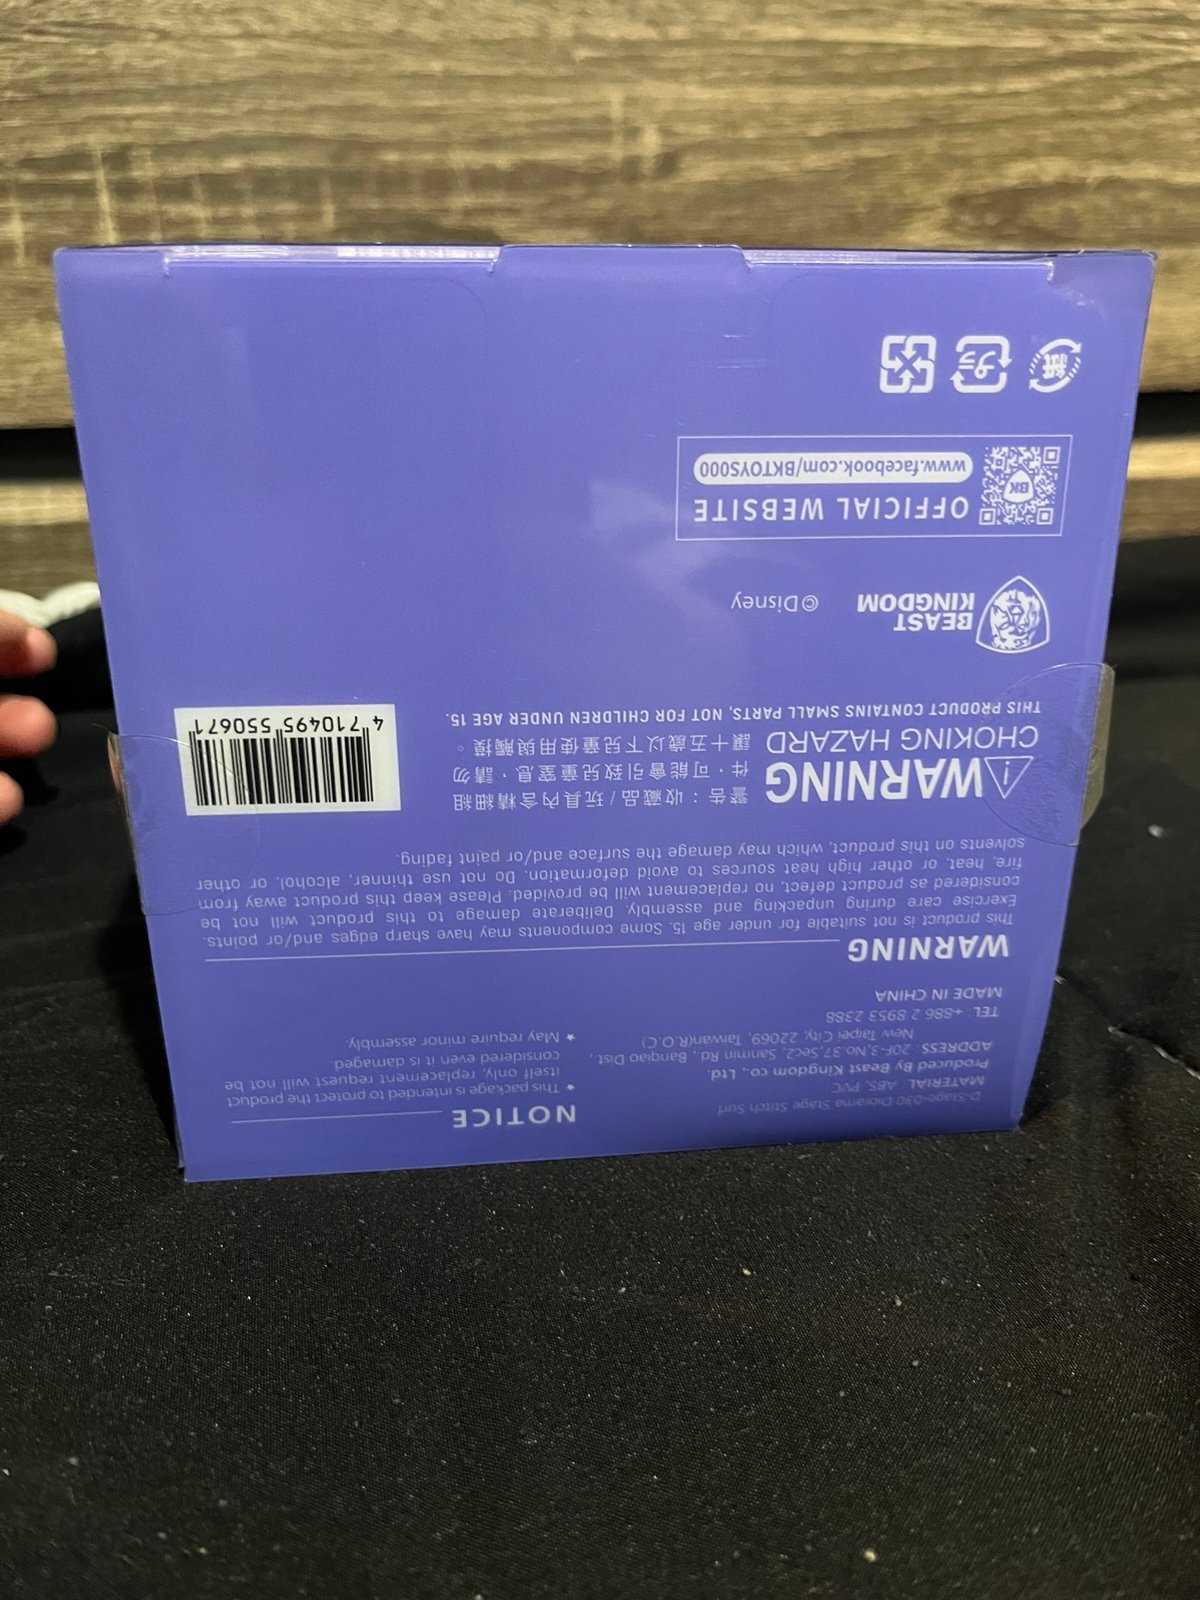 D-Stage-030 Diorama Stage Stitch Surf
MATERIAL ABS, PVC
Produced By Beast Kingdom co., Ltd.
ADDRESS: 20F-3,No.37,Sec2, Sanmin Rd., Banqiao Dist.,
New Taipei City, 22069, Taiwan(R.O.C)
TEL: +886 2 8953 2388
MADE IN CHINA
NOTICE
★ This package is intended to protect the product
itself only, replacement request will not be
considered even it is damaged.
★ May require minor assembly.
WARNING
This product is not suitable for under age 15. Some components may have sharp edges and/or points.
Exercise care during unpacking and assembly. Deliberate damage to this product will not be
considered as product defect, no replacement will be provided. Please keep this product away from
fire, heat, or other high heat sources to avoid deformation. Do not use thinner, alcohol, or other
solvents on this product, which may damage the surface and/or paint fading.
WARNING
CHOKING HAZARD
警告：收藏品/玩具內含精細組
件，可能會引致兒童窒息，請勿
讓十五歲以下兒童使用與觸摸。
THIS PRODUCT CONTAINS SMALL PARTS, NOT FOR CHILDREN UNDER AGE 15.
4 710495 550671
BEAST
KINGDOM
©Disney
BK
OFFICIAL WEBSITE
www.facebook.com/BKTOYS000
紙
プラ